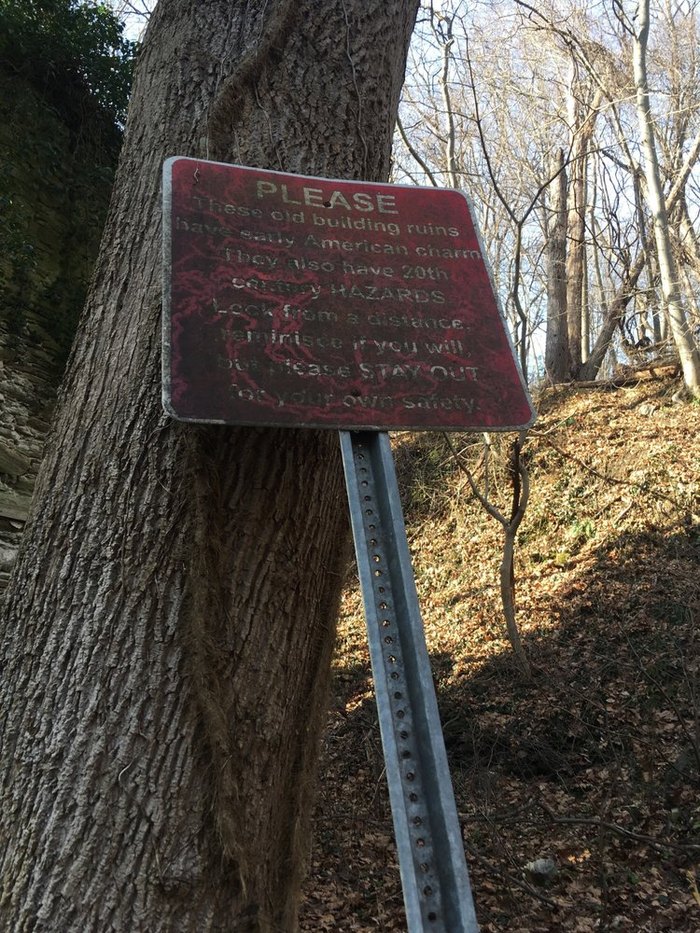 PLEASE
These old building ruins
have early American charm
They also have 20th
century HAZARDS.
Look from a distance,
reminisce if you will,
but please STAY OUT
for your own safety.